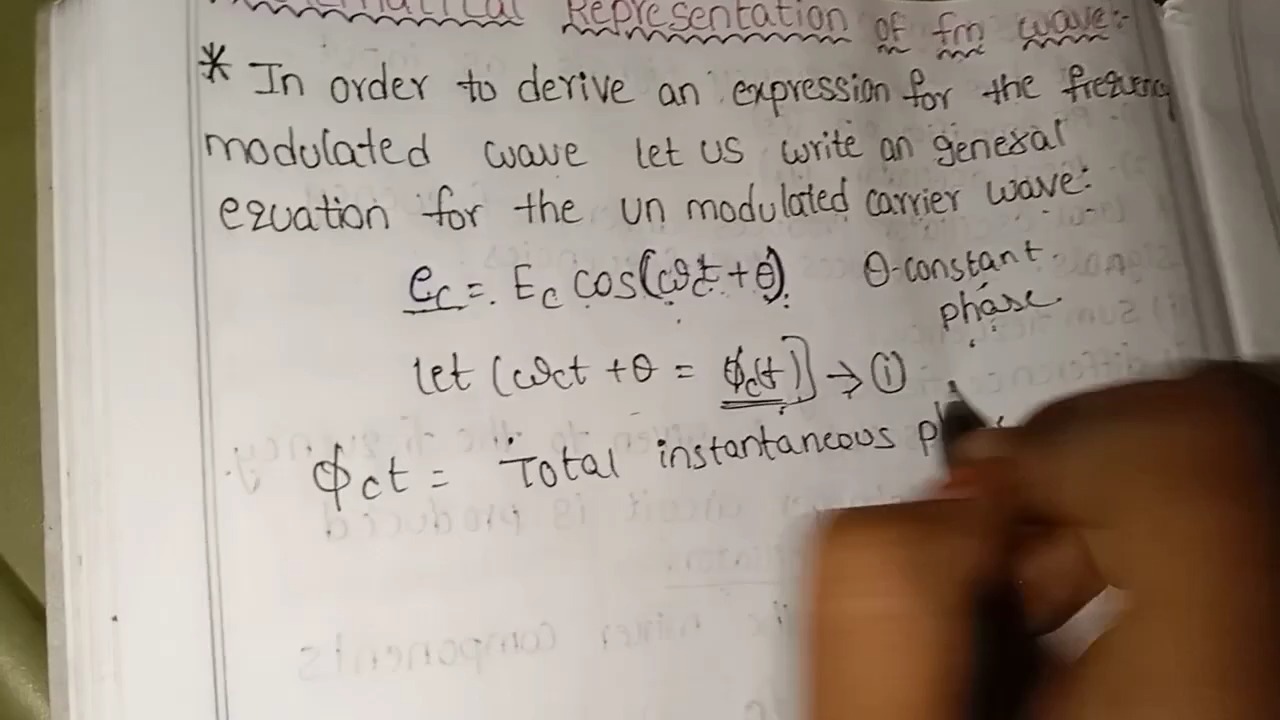 Representation of fm wave:-
* In order to derive an expression for the frequency
modulated wave let us write an general
equation for the un modulated carrier wave:
ec = Ec cos(ωct + θ) θ-constant
phase
let (ωct + θ = ϕc(t)] → ①
ϕct = Total instantaneous